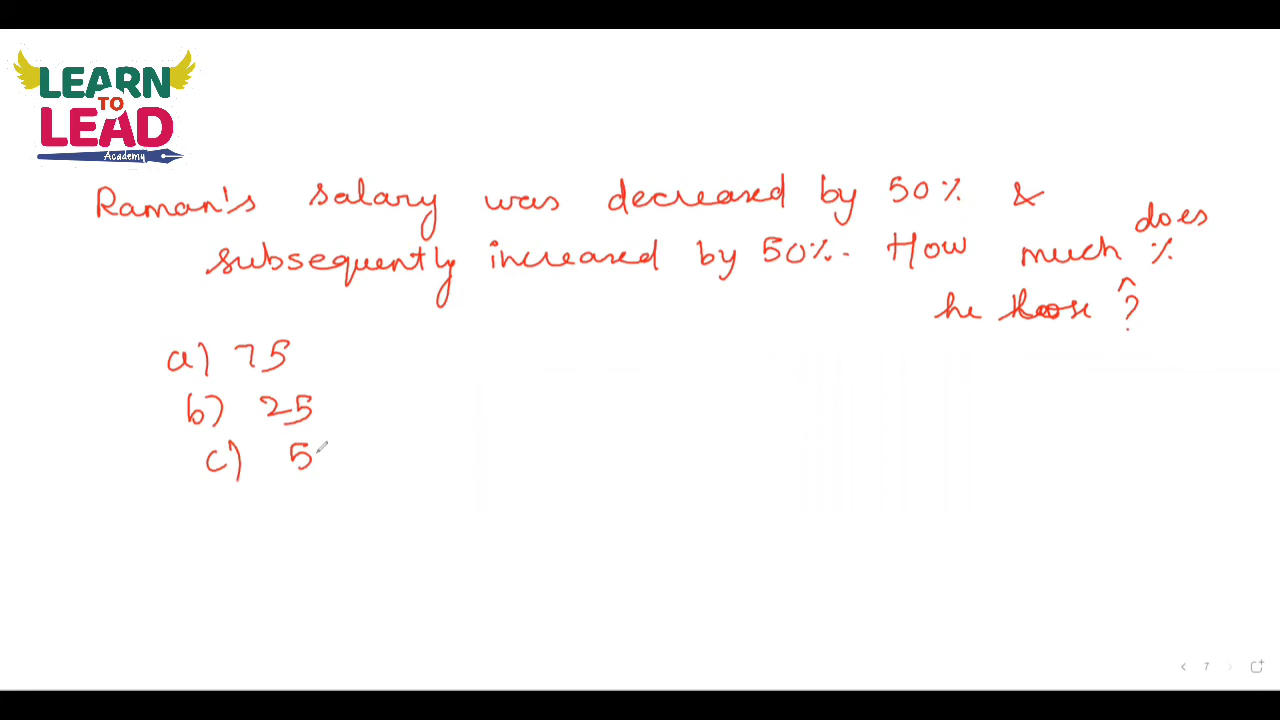 LEARN
TO
LEAD
Academy
Raman's salary was decreased by 50% &
subsequently increased by 50%. How much % does
he loose ?
a) 75
b) 25
c) 5
7